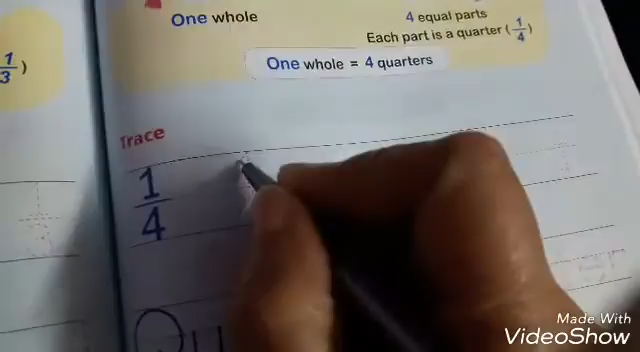 One whole
4 equal parts
Each part is a quarter (1/4)
1/3)
One whole = 4 quarters
Trace
1/4
Qu
Made With
VideoShow